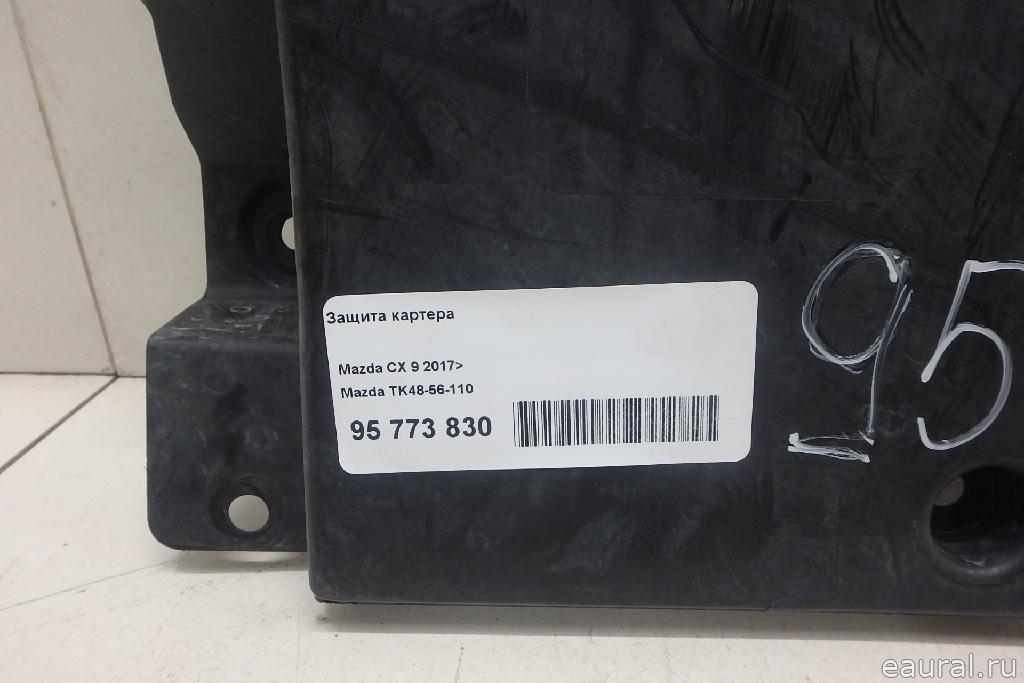 Защита картера
Mazda CX 9 2017>
Mazda TK48-56-110
95 773 830
95
eaural.ru